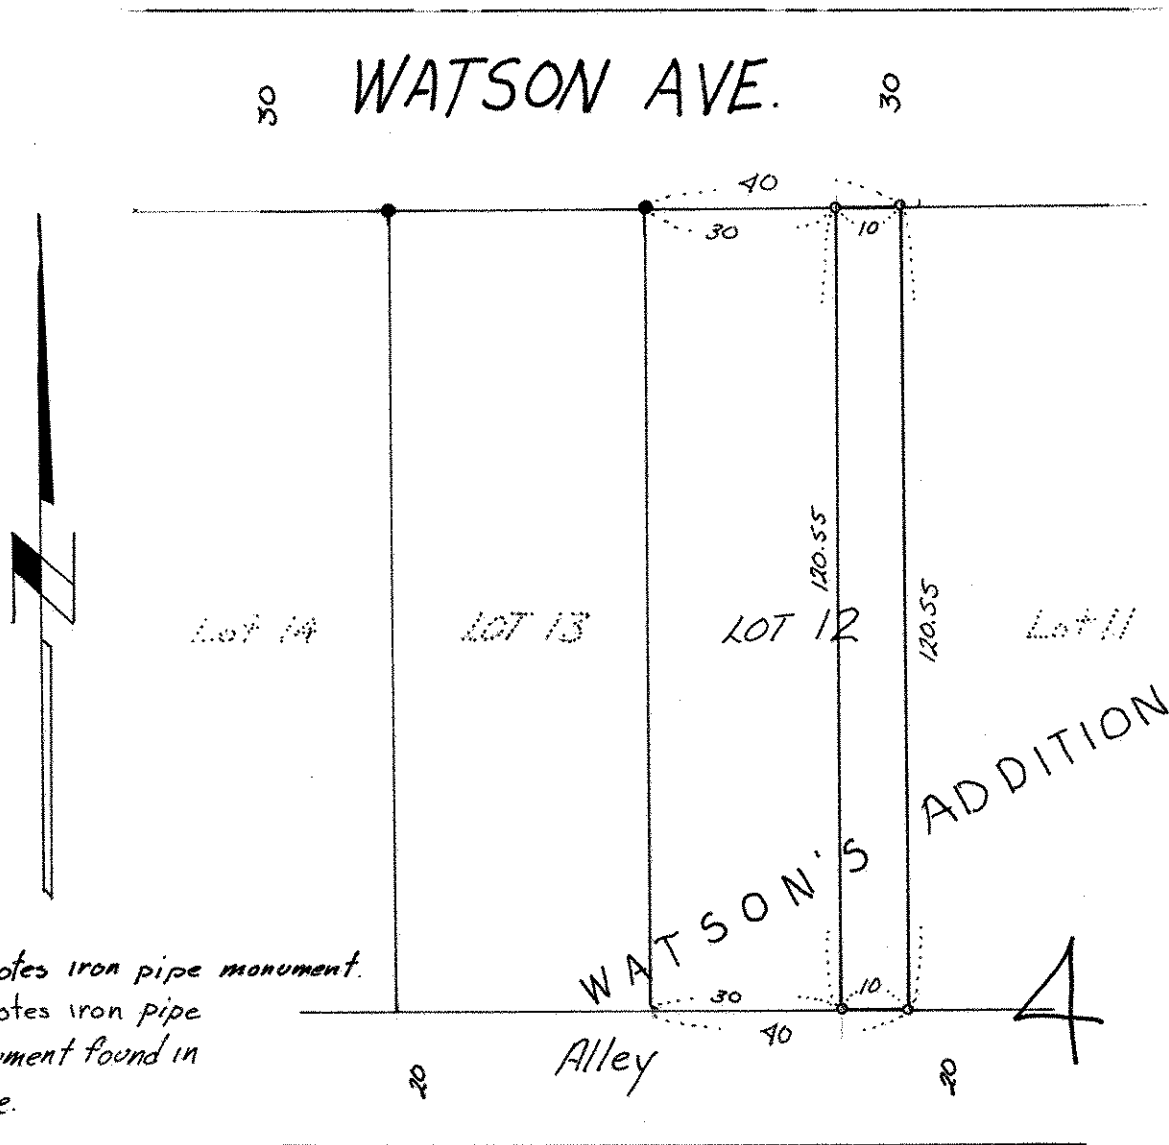 WATSON AVE.
30
30
40
30
10
120.55
120.55
Lot 14
LOT 13
LOT 12
Lot 11
WATSON'S ADDITION
N
otes iron pipe monument.
otes iron pipe
ument found in
e.
30
10
40
4
Alley
20
20